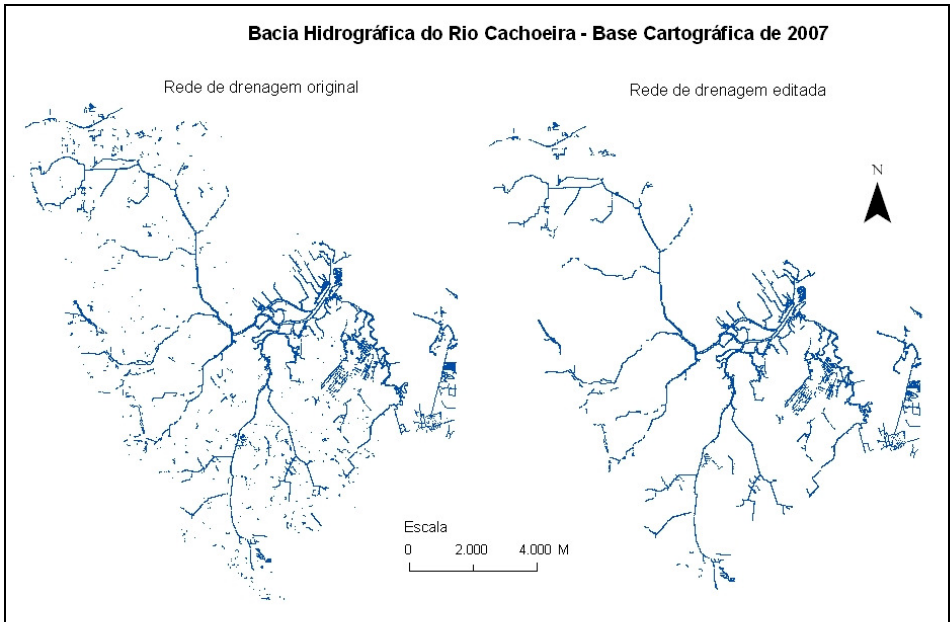 Bacia Hidrográfica do Rio Cachoeira - Base Cartográfica de 2007
Rede de drenagem original
Rede de drenagem editada
N
Escala
0 2.000 4.000 M